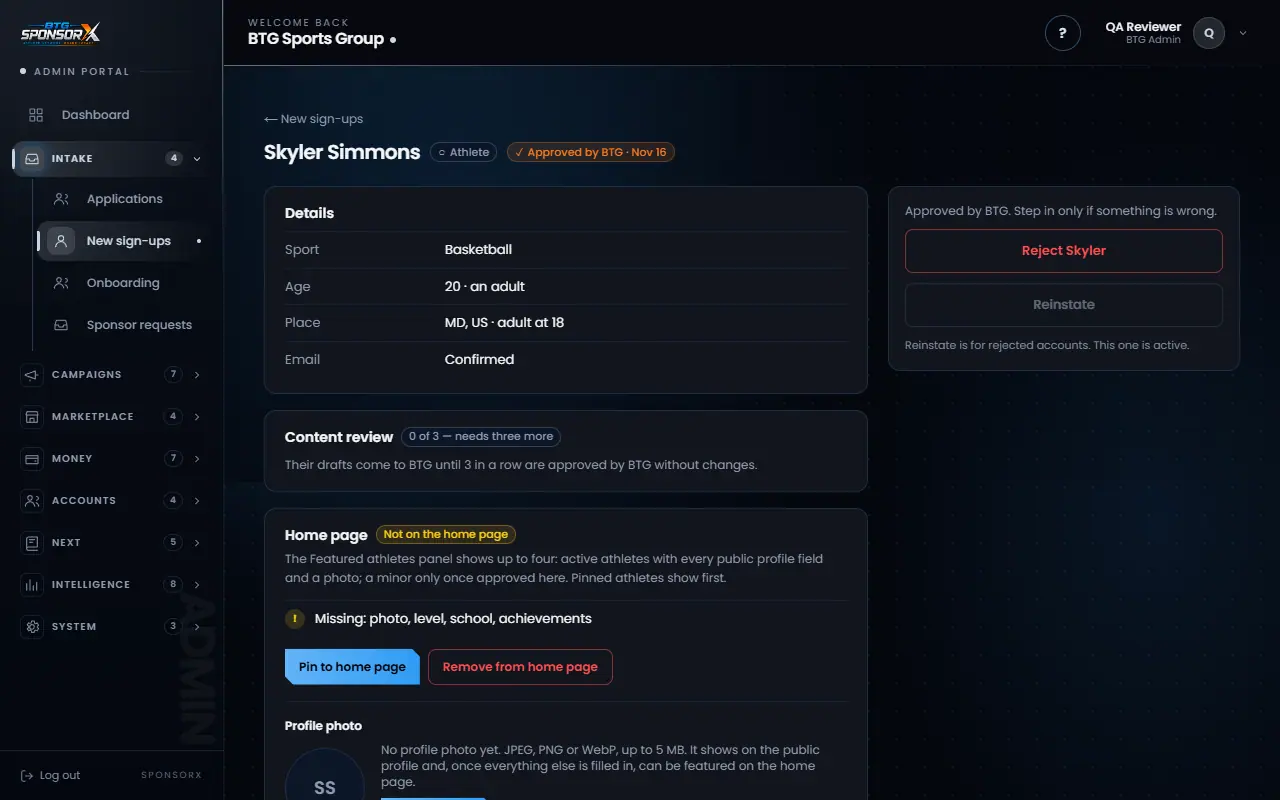 BTG
SPONSORX
ADMIN PORTAL
Dashboard
INTAKE 4
Applications
New sign-ups
Onboarding
Sponsor requests
CAMPAIGNS 7
MARKETPLACE 4
MONEY 7
ACCOUNTS 4
NEXT 5
INTELLIGENCE 8
SYSTEM 3
ADMIN
Log out SPONSORX
WELCOME BACK
BTG Sports Group
?
QA Reviewer
BTG Admin
Q
← New sign-ups
Skyler Simmons ○ Athlete ✓ Approved by BTG · Nov 16
Details
Sport Basketball
Age 20 · an adult
Place MD, US · adult at 18
Email Confirmed
Content review 0 of 3 — needs three more
Their drafts come to BTG until 3 in a row are approved by BTG without changes.
Home page Not on the home page
The Featured athletes panel shows up to four: active athletes with every public profile field
and a photo; a minor only once approved here. Pinned athletes show first.
! Missing: photo, level, school, achievements
Pin to home page Remove from home page
Profile photo
SS
No profile photo yet. JPEG, PNG or WebP, up to 5 MB. It shows on the public
profile and, once everything else is filled in, can be featured on the home
page.
Approved by BTG. Step in only if something is wrong.
Reject Skyler
Reinstate
Reinstate is for rejected accounts. This one is active.